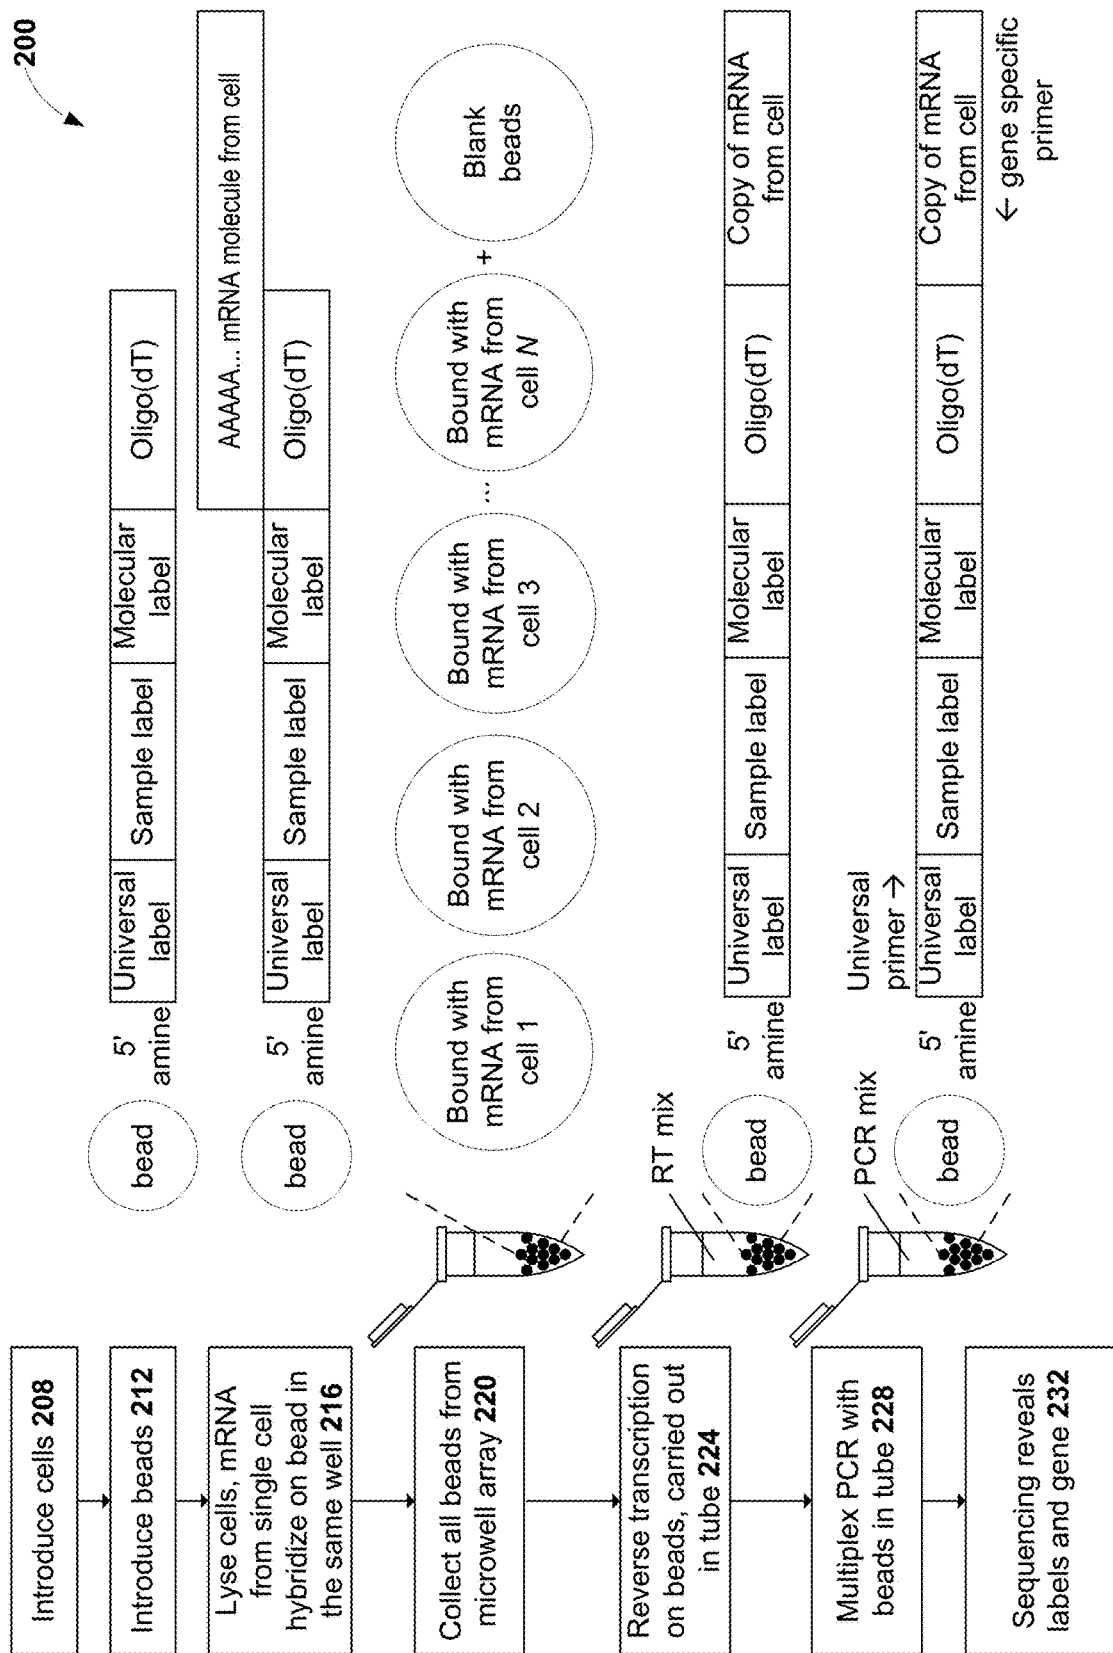 200
Introduce cells 208
Introduce beads 212
bead
5'
amine
Universal
label
Sample label
Molecular
label
Oligo(dT)
Lyse cells, mRNA
from single cell
hybridize on bead in
the same well 216
bead
5'
amine
Universal
label
Sample label
Molecular
label
Oligo(dT)
AAAAA... mRNA molecule from cell
Collect all beads from
microwell array 220
Bound with
mRNA from
cell 1
Bound with
mRNA from
cell 2
Bound with
mRNA from
cell 3
...
Bound with
mRNA from
cell N
+
Blank
beads
Reverse transcription
on beads, carried out
in tube 224
RT mix
bead
5'
amine
Universal
label
Sample label
Molecular
label
Oligo(dT)
Copy of mRNA
from cell
Multiplex PCR with
beads in tube 228
PCR mix
bead
5'
amine
Universal
primer →
Universal
label
Sample label
Molecular
label
Oligo(dT)
Copy of mRNA
from cell
← gene specific
primer
Sequencing reveals
labels and gene 232